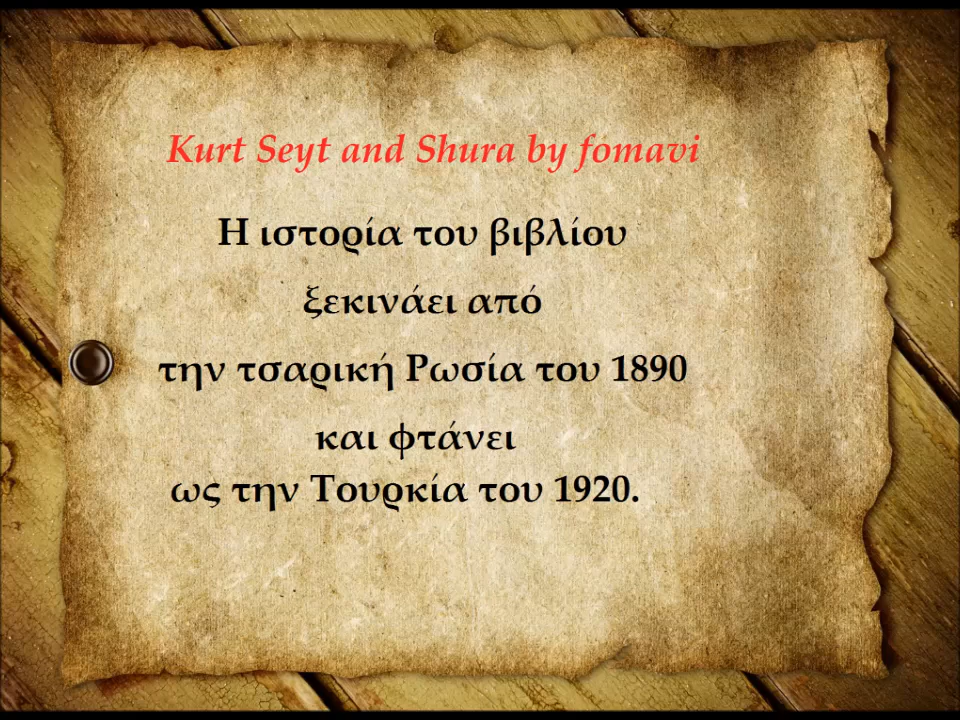 Kurt Seyt and Shura by fomavi
Η ιστορία του βιβλίου
ξεκινάει από
την τσαρική Ρωσία του 1890
και φτάνει
ως την Τουρκία του 1920.